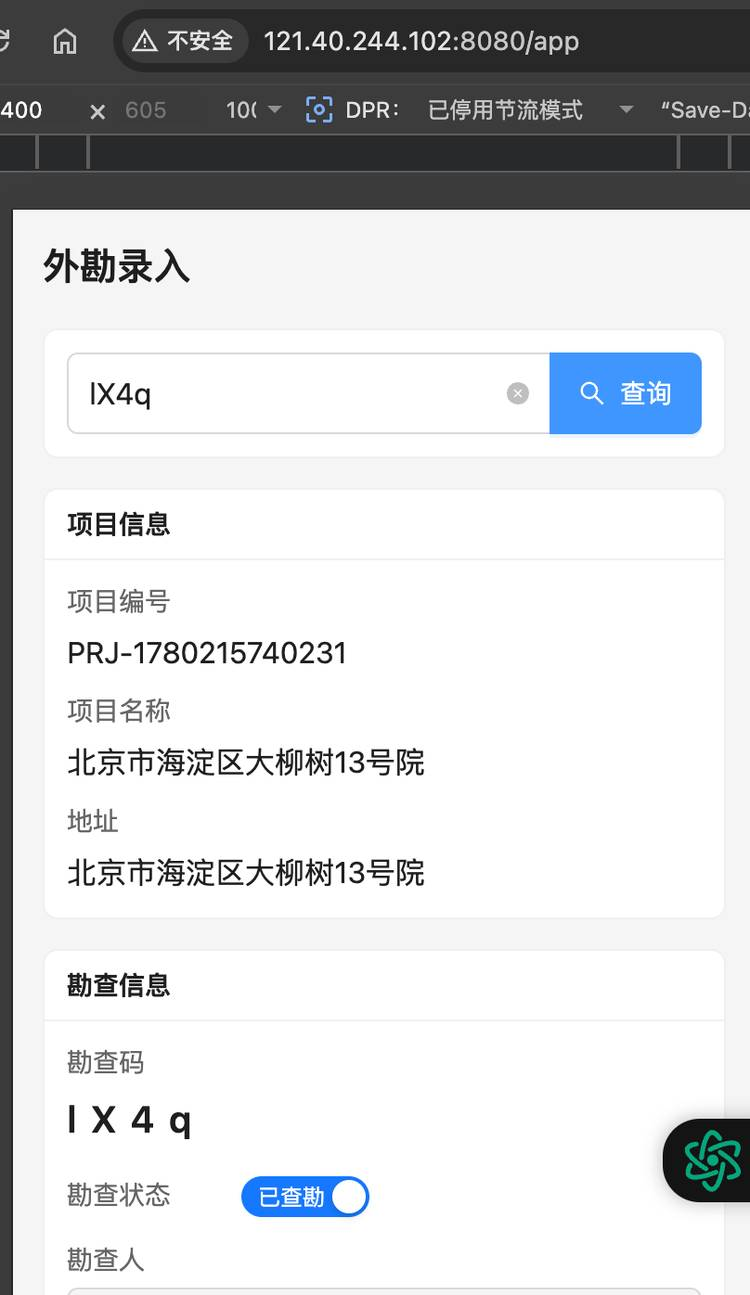 不安全 121.40.244.102:8080/app
400 × 605 100 DPR: 已停用节流模式 “Save-Da
外勘录入
lX4q 查询
项目信息
项目编号
PRJ-1780215740231
项目名称
北京市海淀区大柳树13号院
地址
北京市海淀区大柳树13号院
勘查信息
勘查码
l X 4 q
勘查状态 已查勘
勘查人